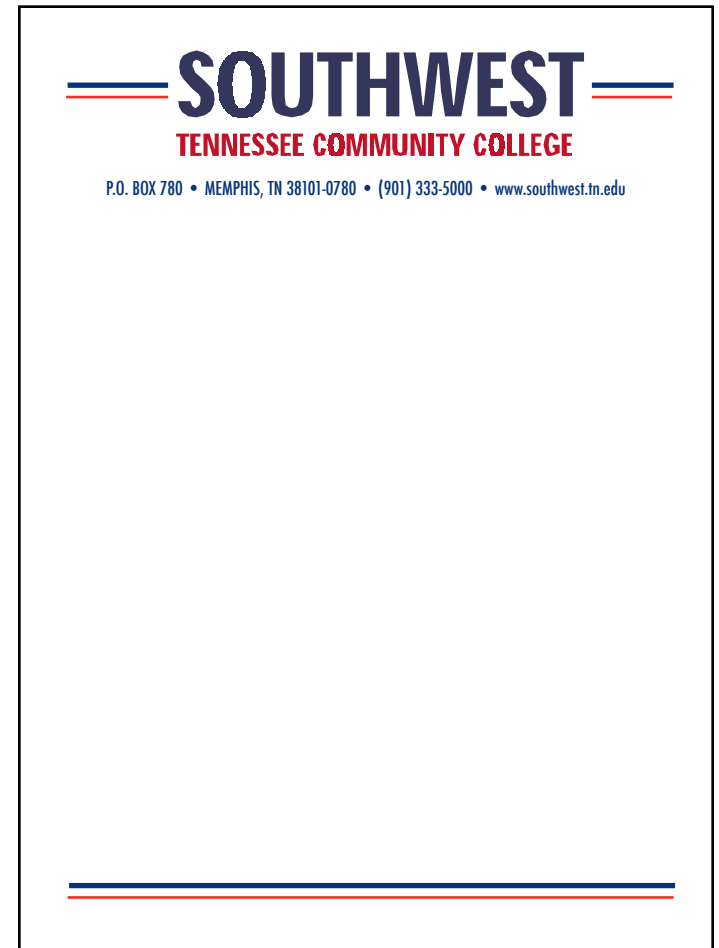 SOUTHWEST
TENNESSEE COMMUNITY COLLEGE
P.O. BOX 780 • MEMPHIS, TN 38101-0780 • (901) 333-5000 • www.southwest.tn.edu